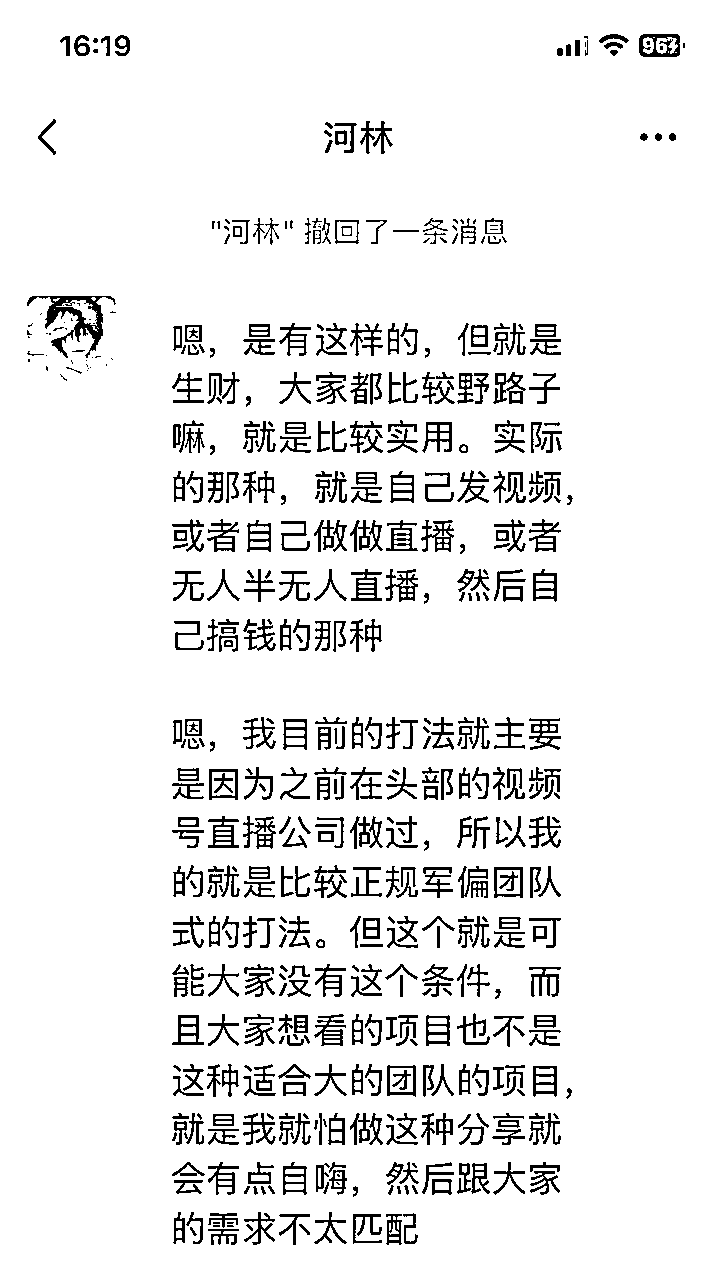 16:19
96
河林
"河林" 撤回了一条消息
嗯，是有这样的，但就是
生财，大家都比较野路子
嘛，就是比较实用。实际
的那种，就是自己发视频，
或者自己做做直播，或者
无人半无人直播，然后自
己搞钱的那种
嗯，我目前的打法就主要
是因为之前在头部的视频
号直播公司做过，所以我
的就是比较正规军偏团队
式的打法。但这个就是可
能大家没有这个条件，而
且大家想看的项目也不是
这种适合大的团队的项目，
就是我就怕做这种分享就
会有点自嗨，然后跟大家
的需求不太匹配